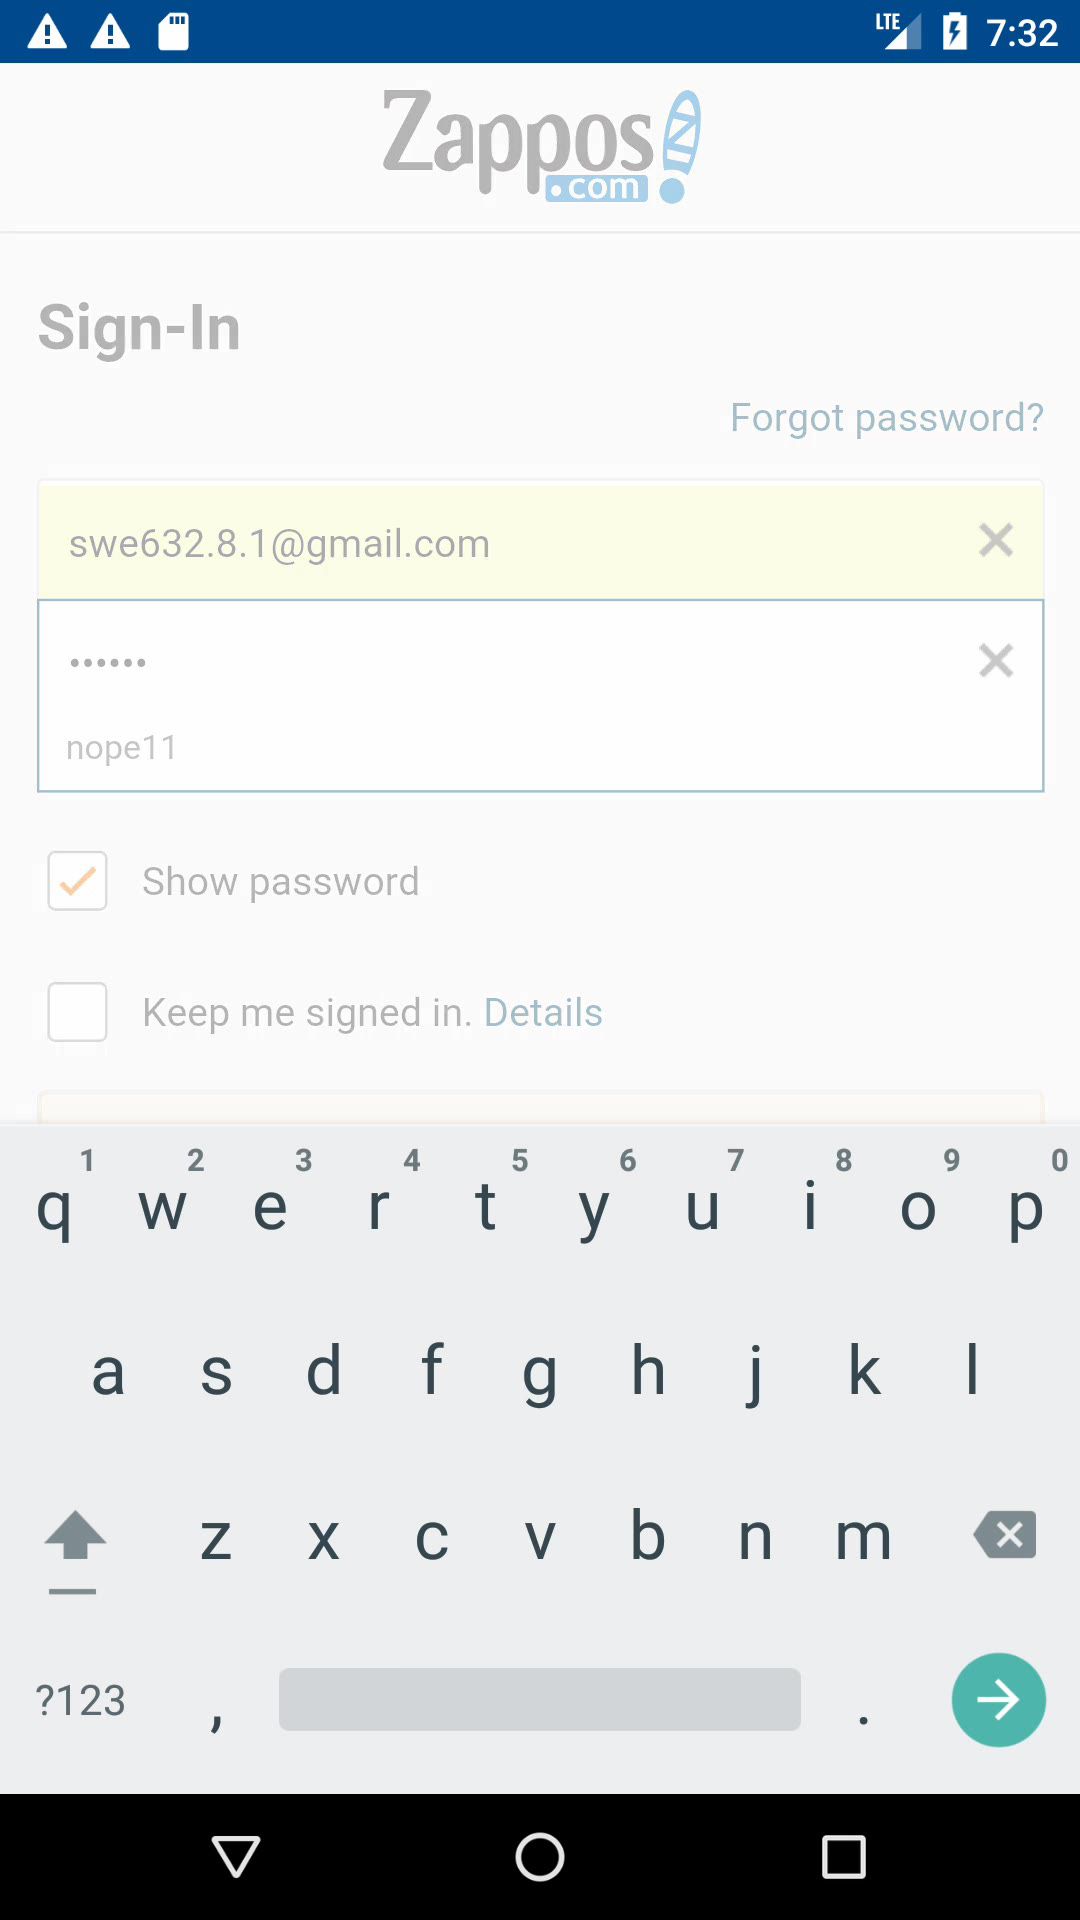 LTE 7:32
Zappos
.com
Sign-In
Forgot password?
swe632.8.1@gmail.com
••••••
nope11
Show password
Keep me signed in. Details
1 2 3 4 5 6 7 8 9 0
q w e r t y u i o p
a s d f g h j k l
z x c v b n m
?123 , .